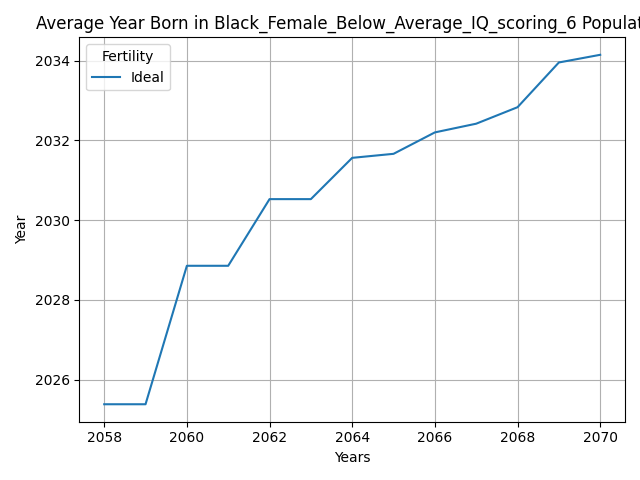 Average Year Born in Black_Female_Below_Average_IQ_scoring_6 Populat
Fertility
Ideal
2034
2032
2030
2028
2026
Year
2058 2060 2062 2064 2066 2068 2070
Years